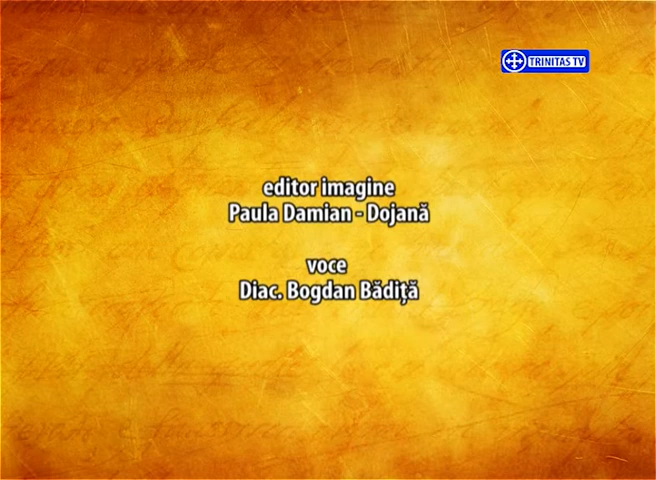 TRINITAS TV
editor imagine
Paula Damian - Dojană
voce
Diac. Bogdan Bădiță